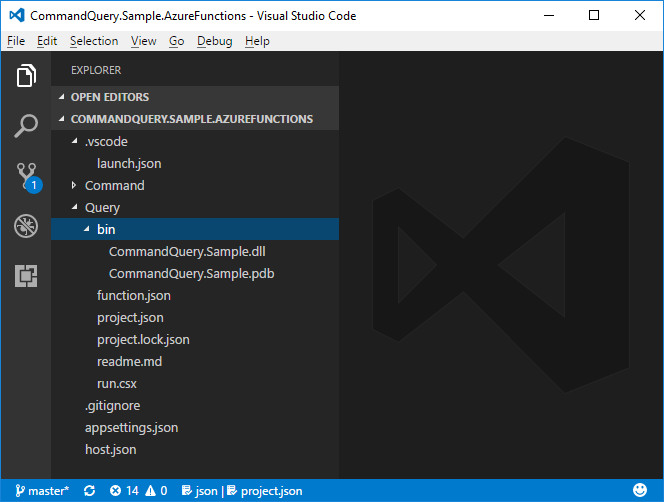 CommandQuery.Sample.AzureFunctions - Visual Studio Code
File Edit Selection View Go Debug Help
EXPLORER
OPEN EDITORS
COMMANDQUERY.SAMPLE.AZUREFUNCTIONS
.vscode
launch.json
Command
1
Query
bin
CommandQuery.Sample.dll
CommandQuery.Sample.pdb
function.json
project.json
project.lock.json
readme.md
run.csx
.gitignore
appsettings.json
host.json
master* 14 0 json | project.json